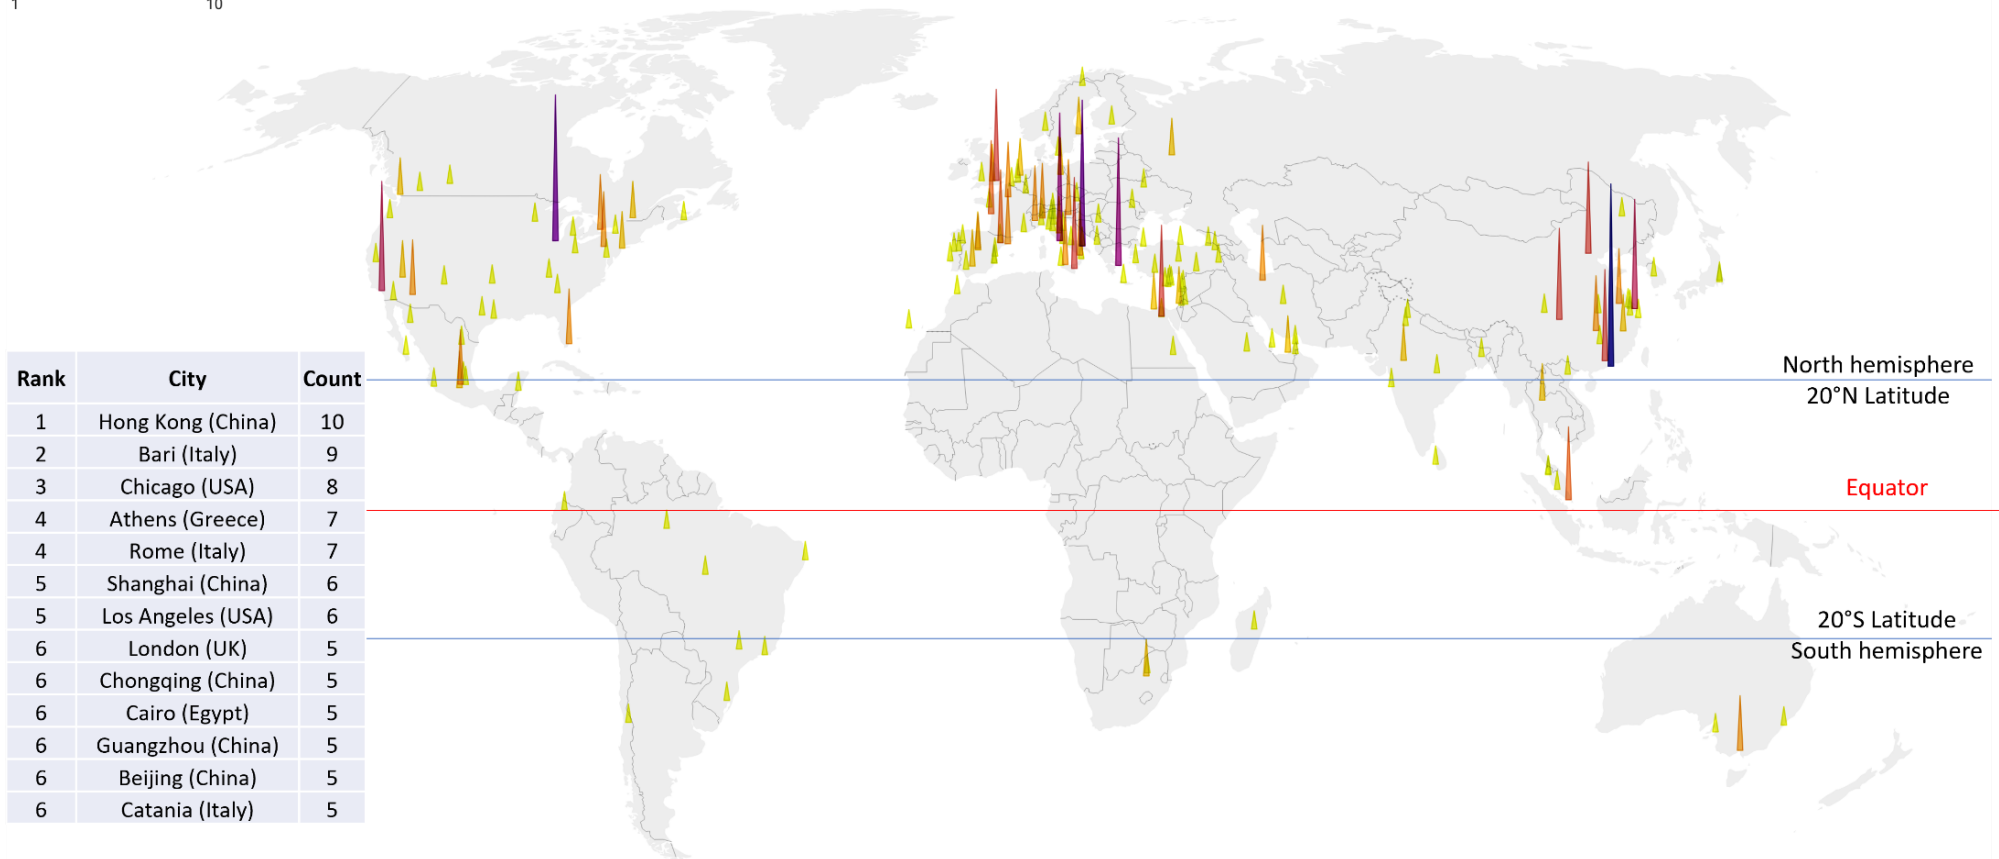 1 10
Rank City Count
1 Hong Kong (China) 10
2 Bari (Italy) 9
3 Chicago (USA) 8
4 Athens (Greece) 7
4 Rome (Italy) 7
5 Shanghai (China) 6
5 Los Angeles (USA) 6
6 London (UK) 5
6 Chongqing (China) 5
6 Cairo (Egypt) 5
6 Guangzhou (China) 5
6 Beijing (China) 5
6 Catania (Italy) 5
North hemisphere
20°N Latitude
Equator
20°S Latitude
South hemisphere